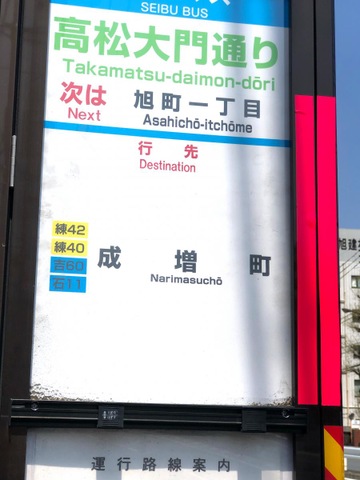 SEIBU BUS
高松大門通り
Takamatsu-daimon-dōri
次は 旭町一丁目
Next Asahichō-itchōme
行先
Destination
練42
練40
吉60
石11
成増町
Narimasuchō
旭建
運行路線案内